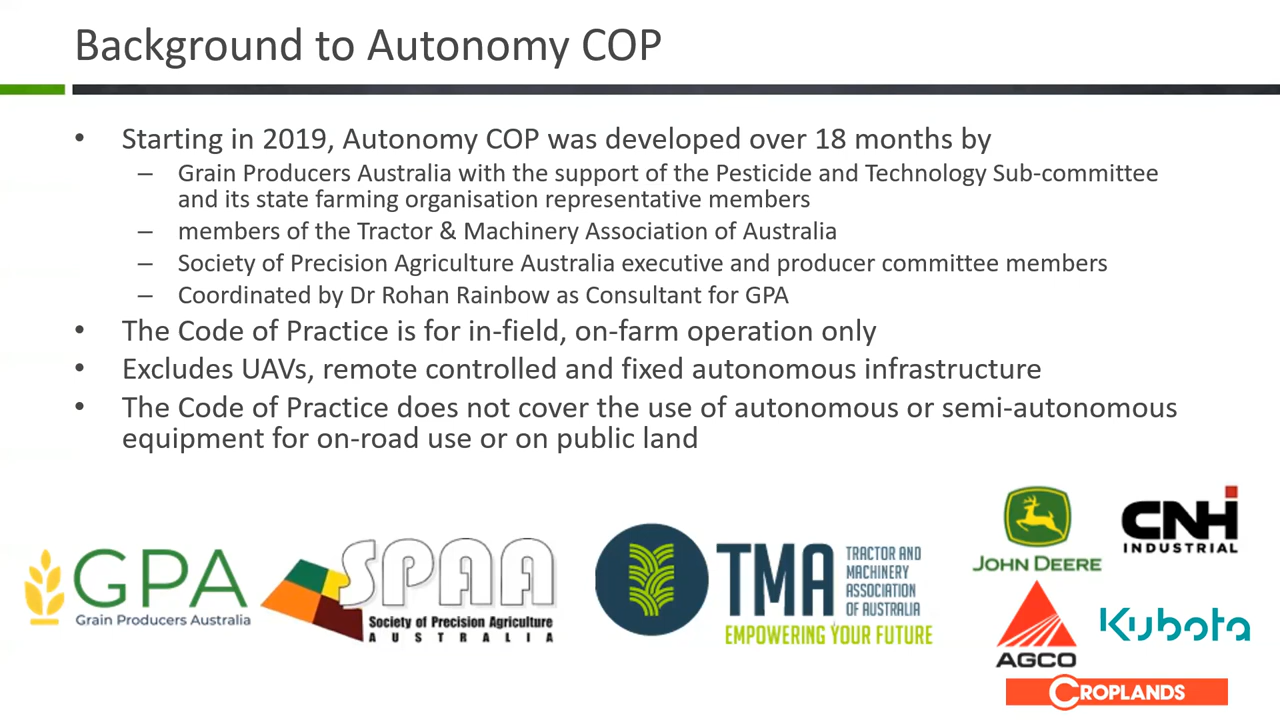 Background to Autonomy COP
• Starting in 2019, Autonomy COP was developed over 18 months by
– Grain Producers Australia with the support of the Pesticide and Technology Sub-committee
and its state farming organisation representative members
– members of the Tractor & Machinery Association of Australia
– Society of Precision Agriculture Australia executive and producer committee members
– Coordinated by Dr Rohan Rainbow as Consultant for GPA
• The Code of Practice is for in-field, on-farm operation only
• Excludes UAVs, remote controlled and fixed autonomous infrastructure
• The Code of Practice does not cover the use of autonomous or semi-autonomous
equipment for on-road use or on public land
GPA
Grain Producers Australia
SPAA
Society of Precision Agriculture
AUSTRALIA
TMA
TRACTOR AND
MACHINERY
ASSOCIATION
OF AUSTRALIA
EMPOWERING YOUR FUTURE
JOHN DEERE
CNH
INDUSTRIAL
AGCO
Kubota
CROPLANDS